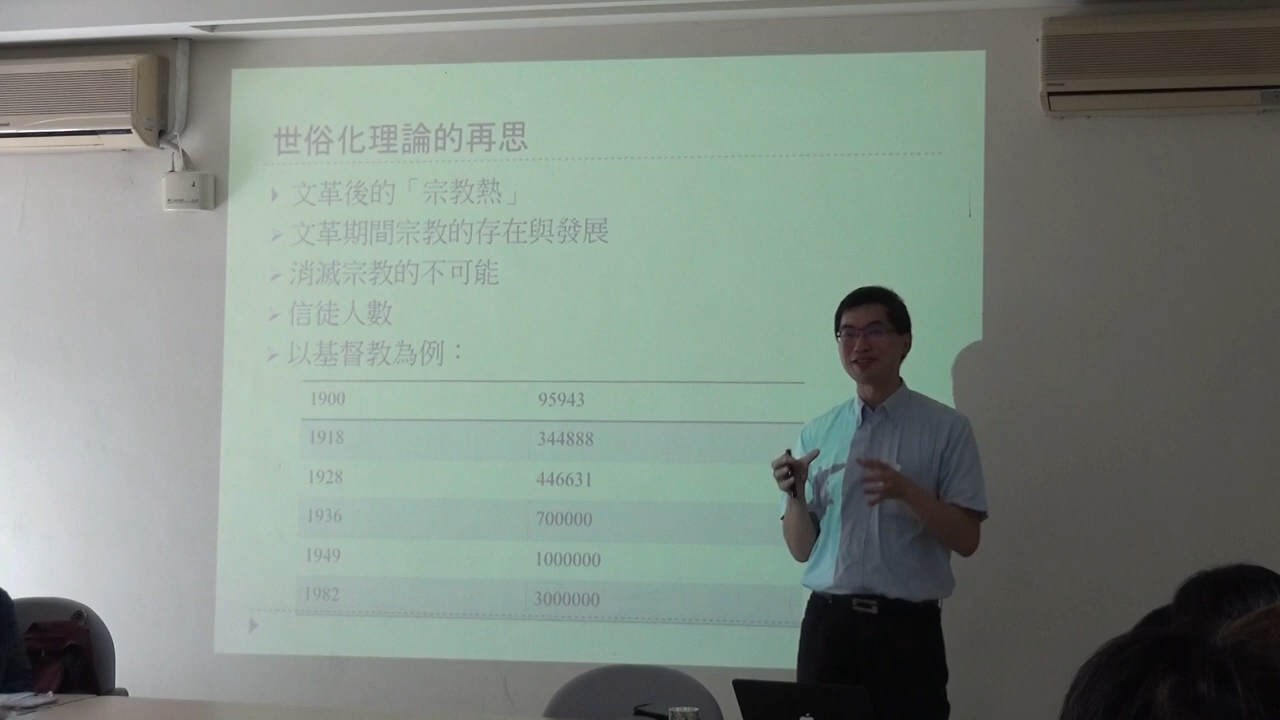 世俗化理論的再思
文革後的「宗教熱」
文革期間宗教的存在與發展
消滅宗教的不可能
信徒人數
以基督教為例：
1900 95943
1918 344888
1928 446631
1936 700000
1949 1000000
1982 3000000